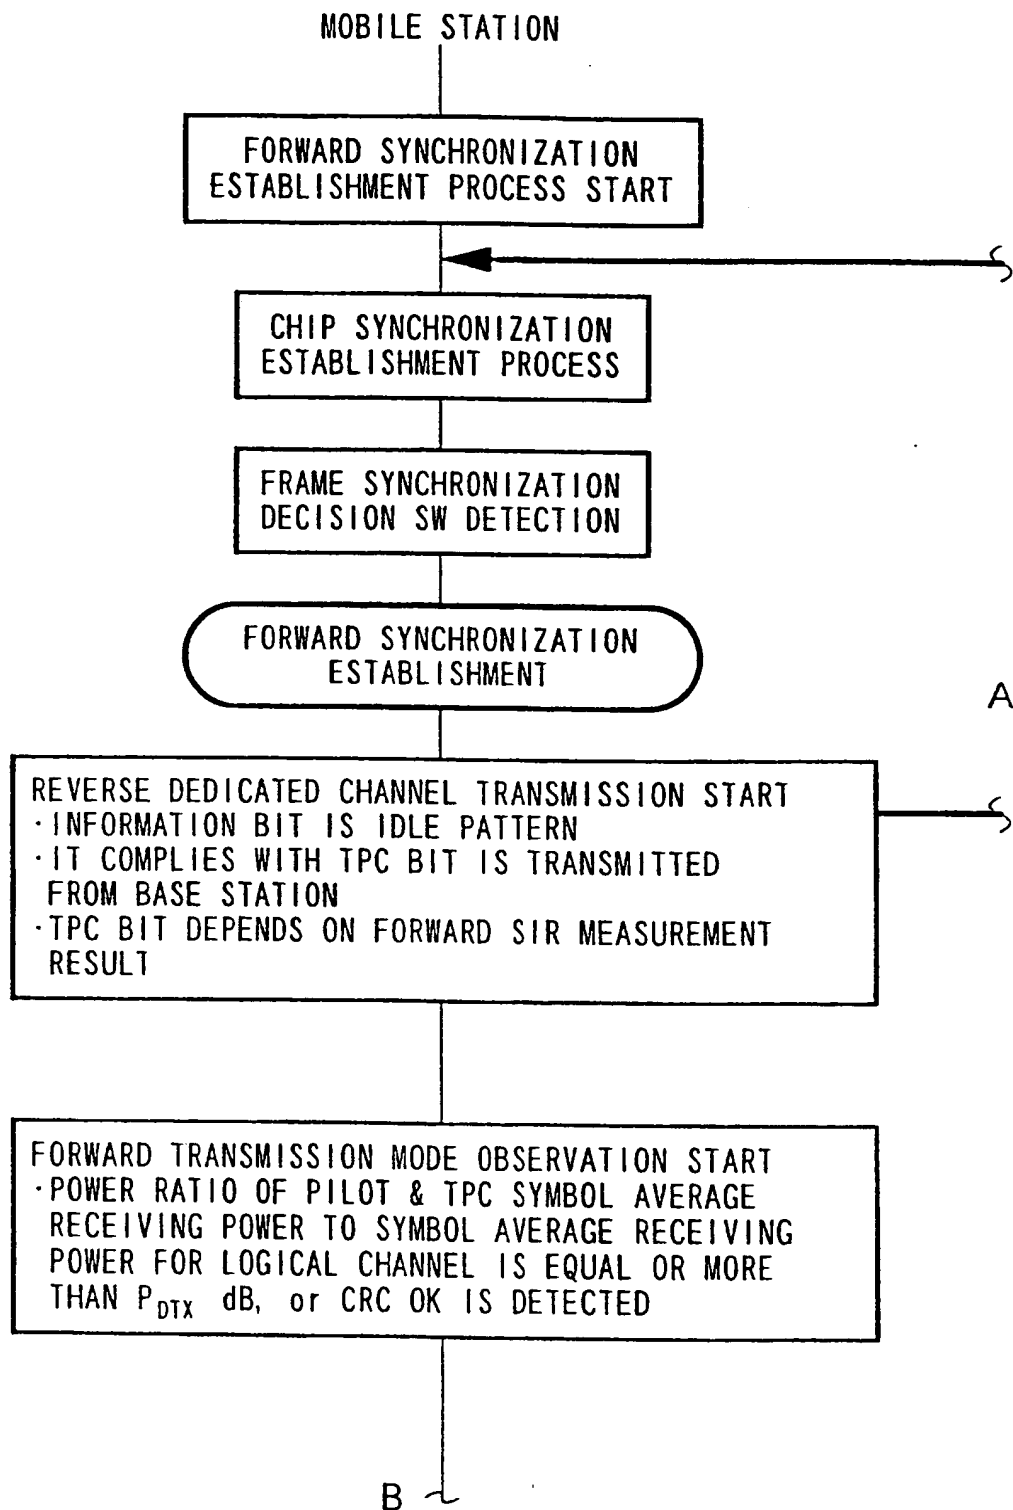 MOBILE STATION
FORWARD SYNCHRONIZATION
ESTABLISHMENT PROCESS START
CHIP SYNCHRONIZATION
ESTABLISHMENT PROCESS
FRAME SYNCHRONIZATION
DECISION SW DETECTION
FORWARD SYNCHRONIZATION
ESTABLISHMENT
A
REVERSE DEDICATED CHANNEL TRANSMISSION START
·INFORMATION BIT IS IDLE PATTERN
·IT COMPLIES WITH TPC BIT IS TRANSMITTED
FROM BASE STATION
·TPC BIT DEPENDS ON FORWARD SIR MEASUREMENT
RESULT
FORWARD TRANSMISSION MODE OBSERVATION START
·POWER RATIO OF PILOT & TPC SYMBOL AVERAGE
RECEIVING POWER TO SYMBOL AVERAGE RECEIVING
POWER FOR LOGICAL CHANNEL IS EQUAL OR MORE
THAN PDTX dB, or CRC OK IS DETECTED
B